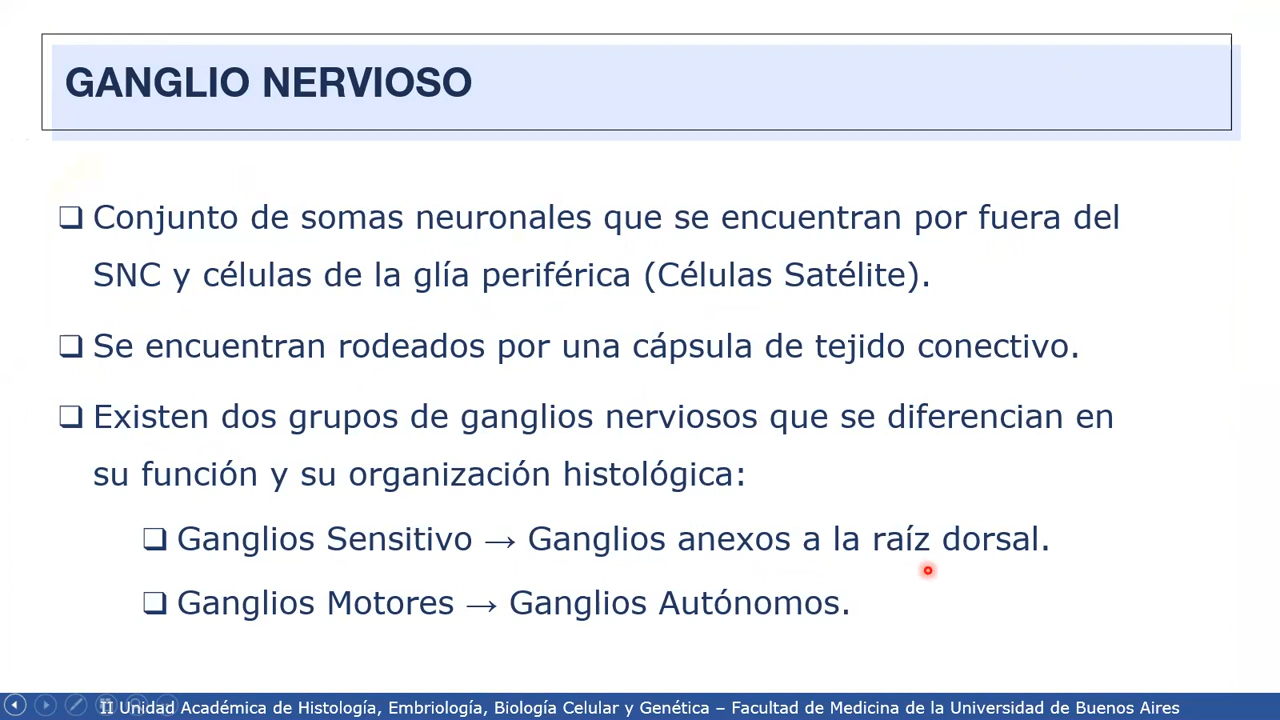 GANGLIO NERVIOSO
❑ Conjunto de somas neuronales que se encuentran por fuera del
SNC y células de la glía periférica (Células Satélite).
❑ Se encuentran rodeados por una cápsula de tejido conectivo.
❑ Existen dos grupos de ganglios nerviosos que se diferencian en
su función y su organización histológica:
❑ Ganglios Sensitivo → Ganglios anexos a la raíz dorsal.
❑ Ganglios Motores → Ganglios Autónomos.
II Unidad Académica de Histología, Embriología, Biología Celular y Genética – Facultad de Medicina de la Universidad de Buenos Aires